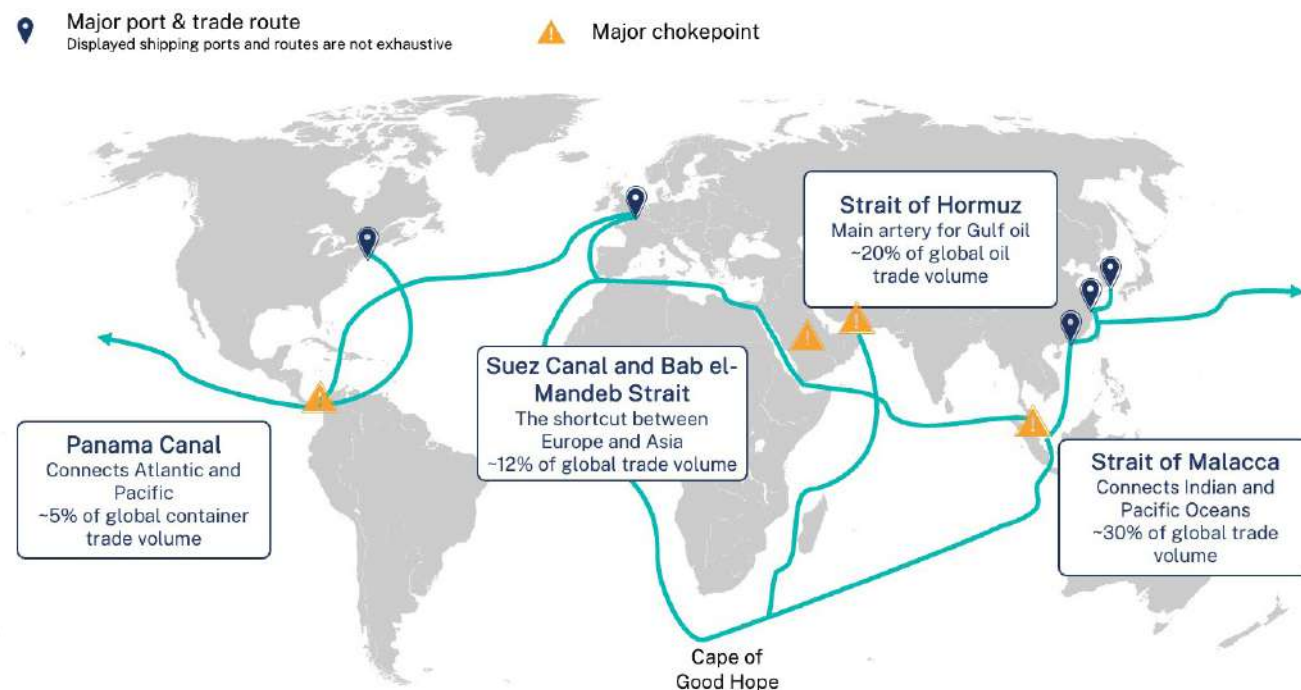 Major port & trade route
Displayed shipping ports and routes are not exhaustive
Major chokepoint
Strait of Hormuz
Main artery for Gulf oil
~20% of global oil
trade volume
Suez Canal and Bab el-
Mandeb Strait
The shortcut between
Europe and Asia
~12% of global trade volume
Panama Canal
Connects Atlantic and
Pacific
~5% of global container
trade volume
Strait of Malacca
Connects Indian and
Pacific Oceans
~30% of global trade
volume
Cape of
Good Hope